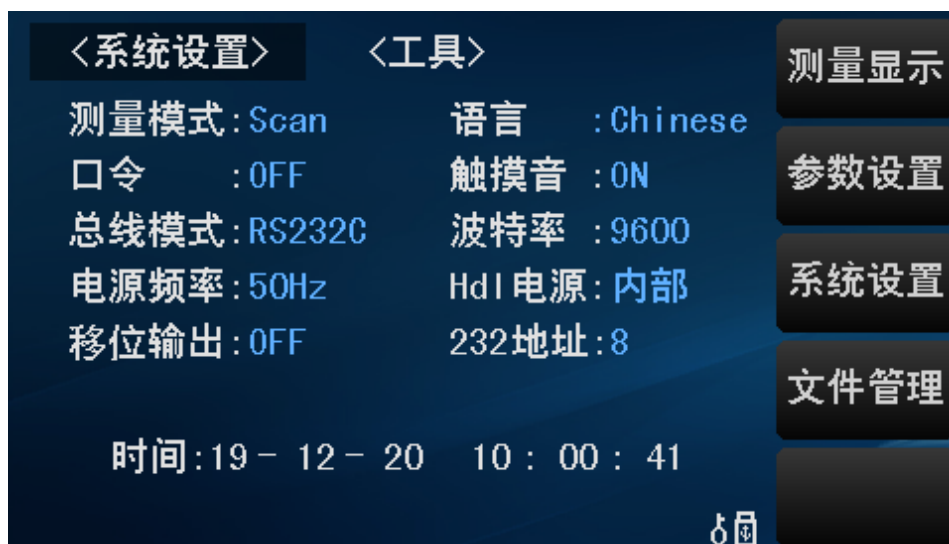 <系统设置> <工具>
测量模式:Scan 语言 :Chinese
口令 :OFF 触摸音 :ON
总线模式:RS232C 波特率 :9600
电源频率:50Hz Hdl电源:内部
移位输出:OFF 232地址:8
时间:19- 12- 20 10: 00: 41
测量显示
参数设置
系统设置
文件管理